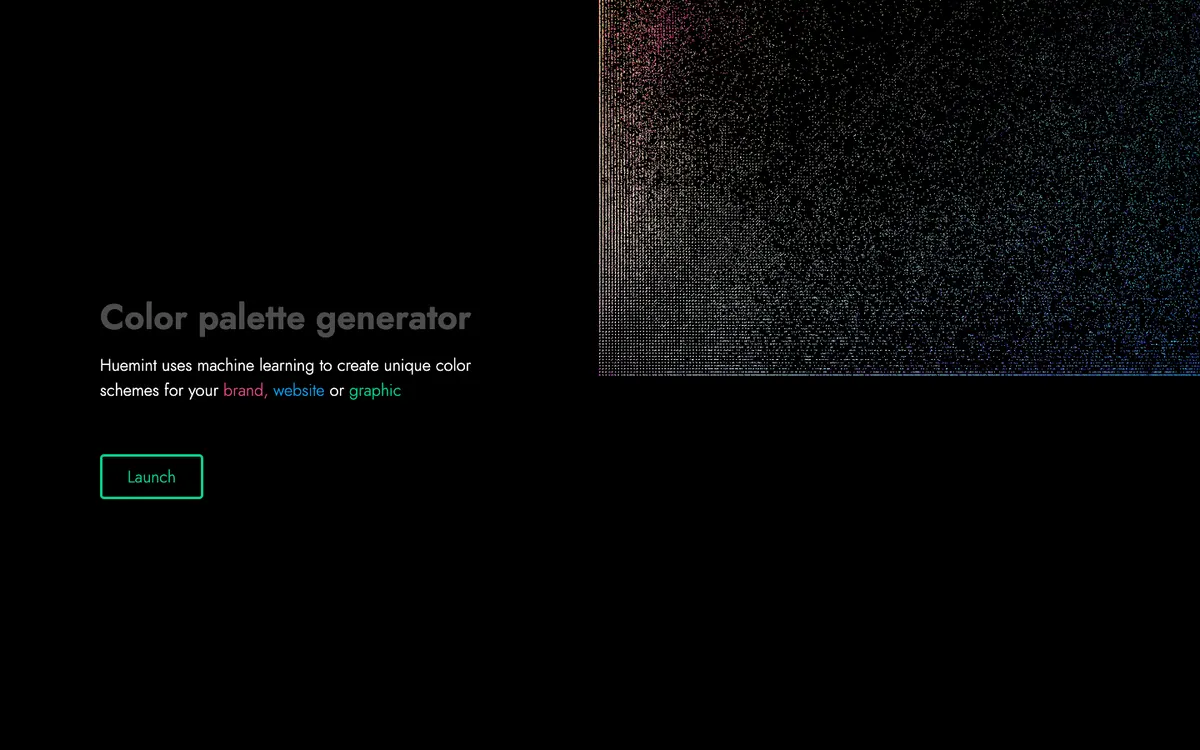 Color palette generator
Huemint uses machine learning to create unique color
schemes for your brand, website or graphic
Launch